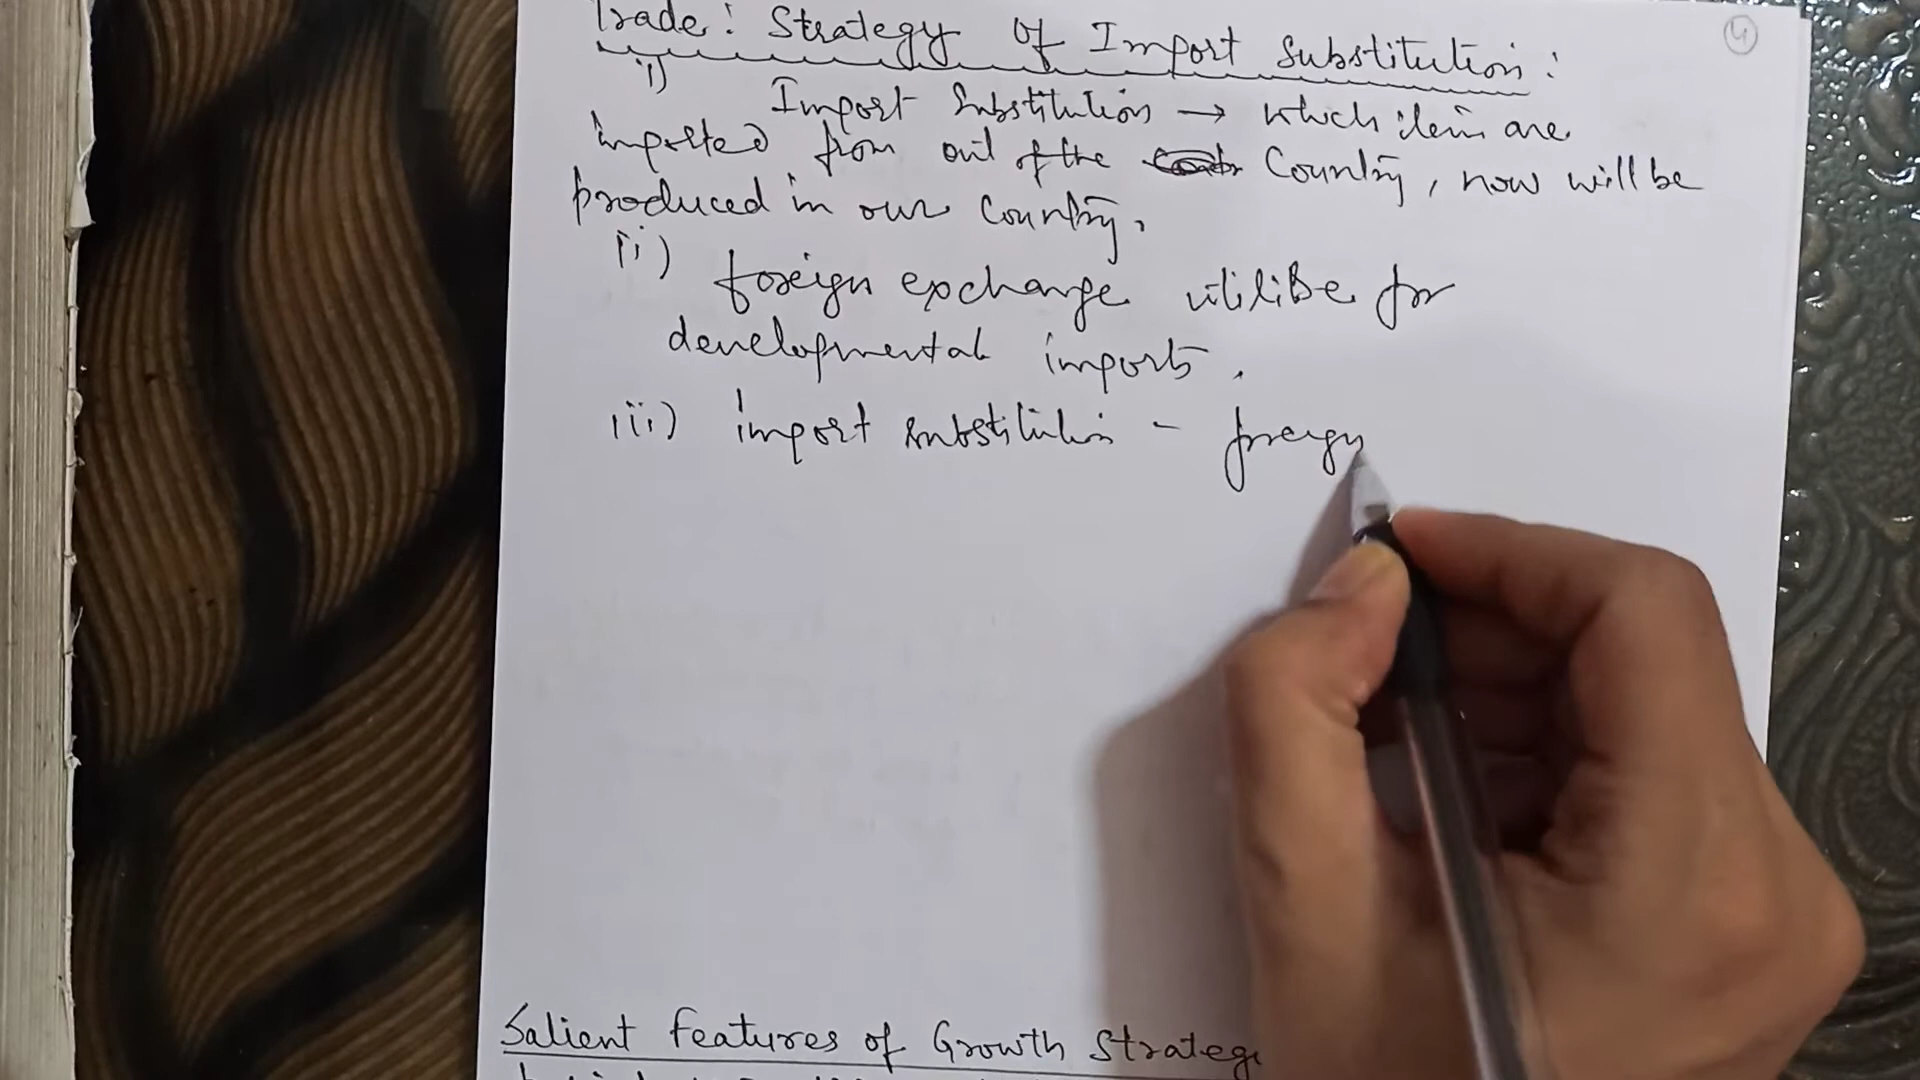 Trade: Strategy Of Import Substitution:
4
i) Import Substitution → which item are
imported from out of the Country, now will be
produced in our country.
ii) foreign exchange utilise for
developmental imports.
iii) import substitution - foreign
Salient features of Growth Strateg